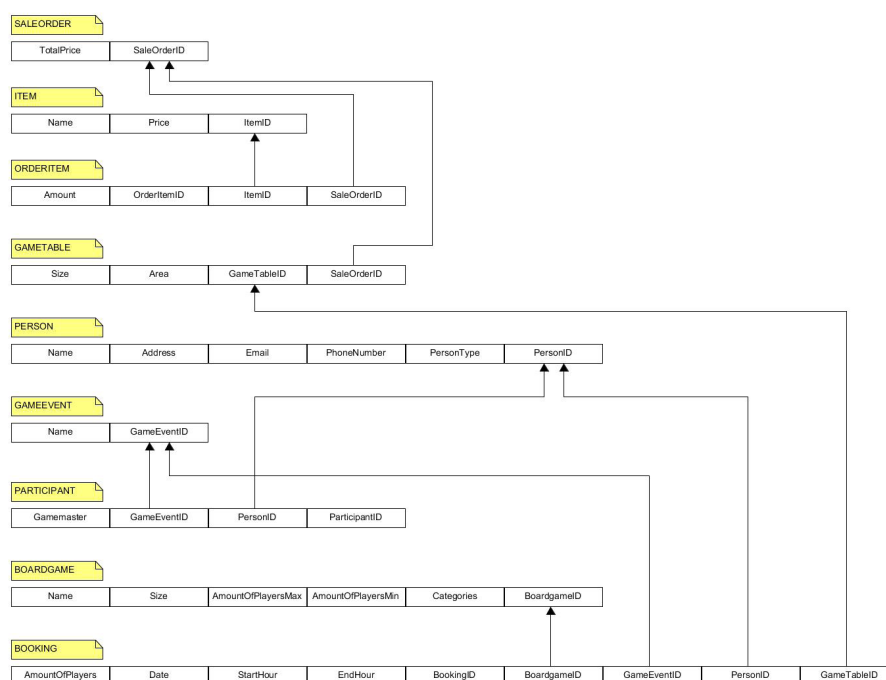 SALEORDER
TotalPrice SaleOrderID
ITEM
Name Price ItemID
ORDERITEM
Amount OrderItemID ItemID SaleOrderID
GAMETABLE
Size Area GameTableID SaleOrderID
PERSON
Name Address Email PhoneNumber PersonType PersonID
GAMEEVENT
Name GameEventID
PARTICIPANT
Gamemaster GameEventID PersonID ParticipantID
BOARDGAME
Name Size AmountOfPlayersMax AmountOfPlayersMin Categories BoardgameID
BOOKING
AmountOfPlayers Date StartHour EndHour BookingID BoardgameID GameEventID PersonID GameTableID